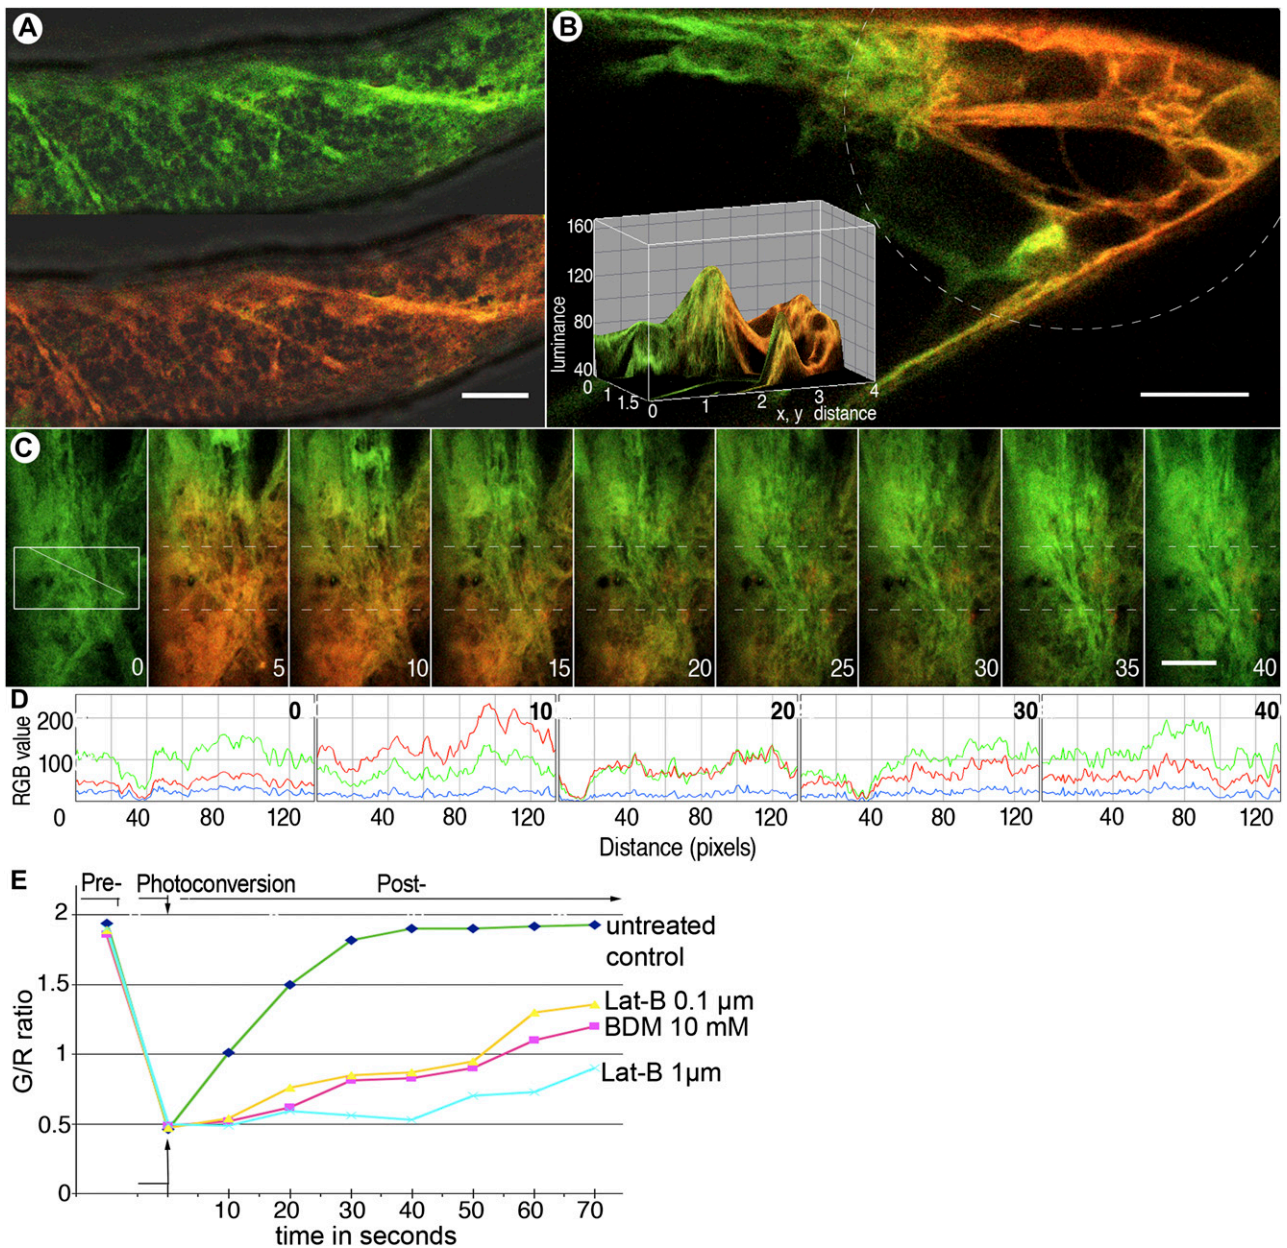 A
B
160
120
80
40
luminance
0
1
1.5
0
1
2
3
4
x, y distance
C
0
5
10
15
20
25
30
35
40
D
0
10
20
30
40
200
100
RGB value
0
40
80
120
40
80
120
40
80
120
40
80
120
40
80
120
Distance (pixels)
E
Pre-
Photoconversion
Post-
2
1.5
1
0.5
0
G/R ratio
untreated
control
Lat-B 0.1 µm
BDM 10 mM
Lat-B 1µm
10
20
30
40
50
60
70
time in seconds